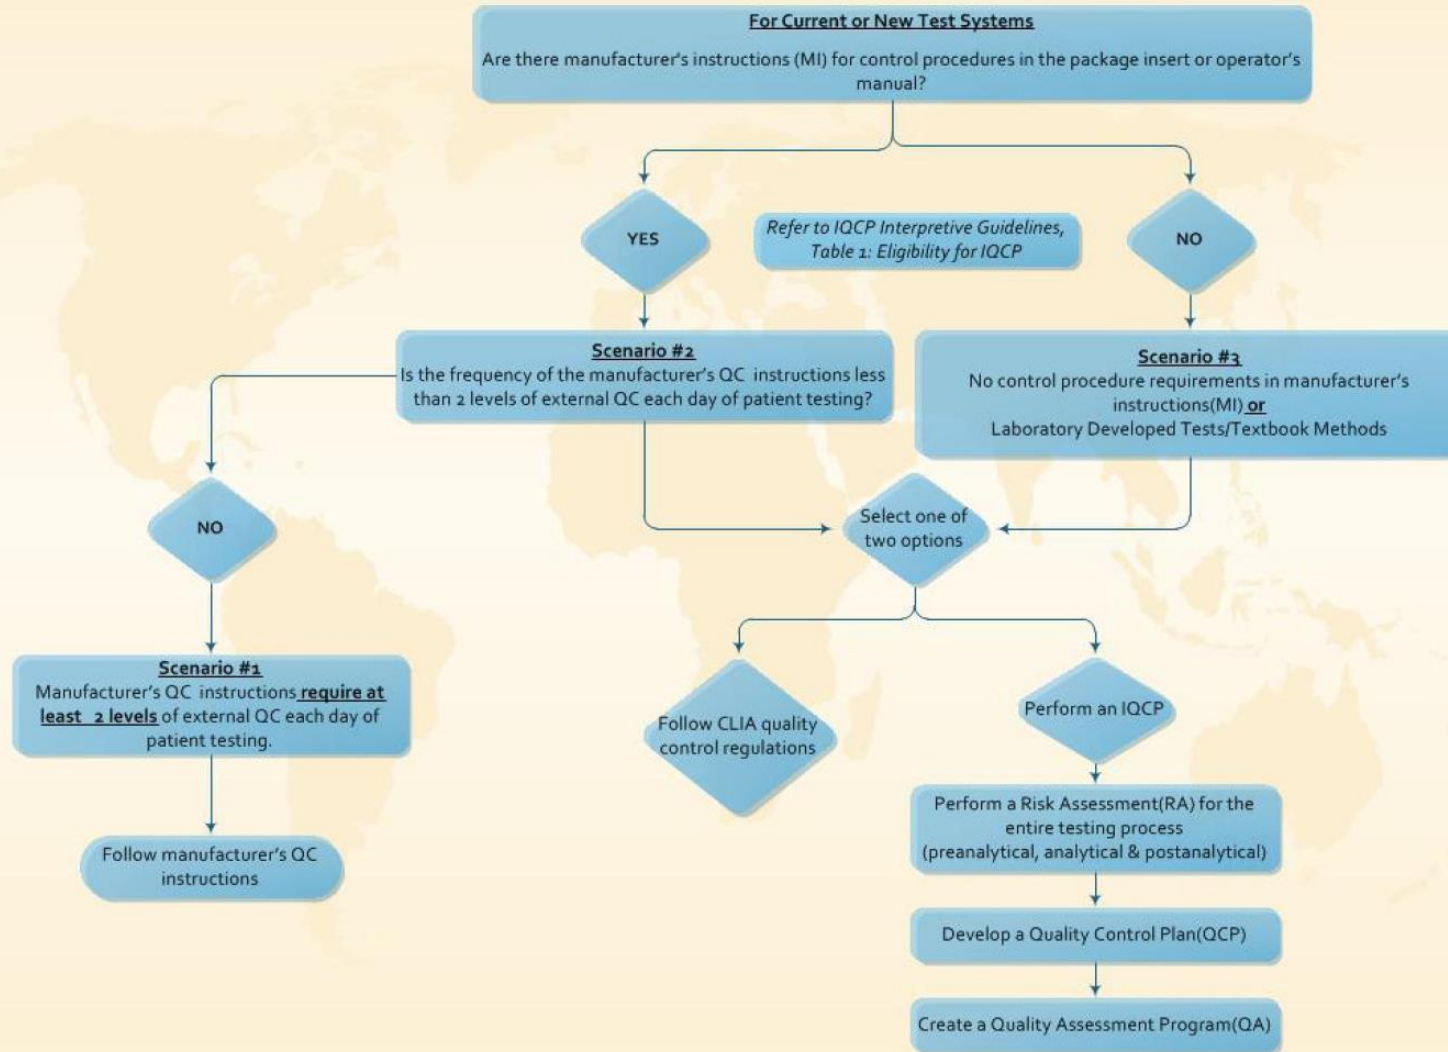 For Current or New Test Systems
Are there manufacturer's instructions (MI) for control procedures in the package insert or operator's
manual?
YES
Refer to IQCP Interpretive Guidelines,
Table 1: Eligibility for IQCP
NO
Scenario #2
Is the frequency of the manufacturer's QC instructions less
than 2 levels of external QC each day of patient testing?
Scenario #3
No control procedure requirements in manufacturer's
instructions(MI) or
Laboratory Developed Tests/Textbook Methods
NO
Select one of
two options
Scenario #1
Manufacturer's QC instructions require at
least 2 levels of external QC each day of
patient testing.
Follow CLIA quality
control regulations
Perform an IQCP
Follow manufacturer's QC
instructions
Perform a Risk Assessment(RA) for the
entire testing process
(preanalytical, analytical & postanalytical)
Develop a Quality Control Plan(QCP)
Create a Quality Assessment Program(QA)